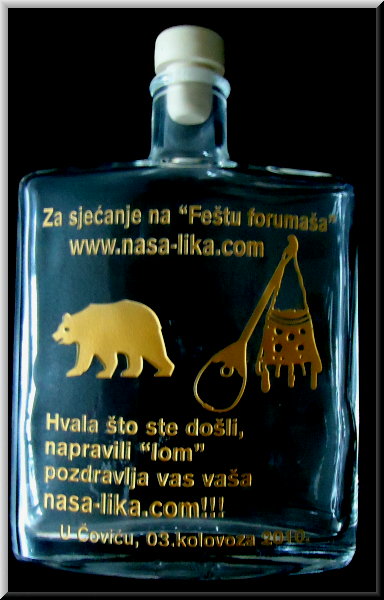 Za sjećanje na "Feštu forumaša"
www.nasa-lika.com
Hvala što ste došli,
napravili "lom"
pozdravlja vas vaša
nasa-lika.com!!!
U Čoviću, 03.kolovoza 2010.